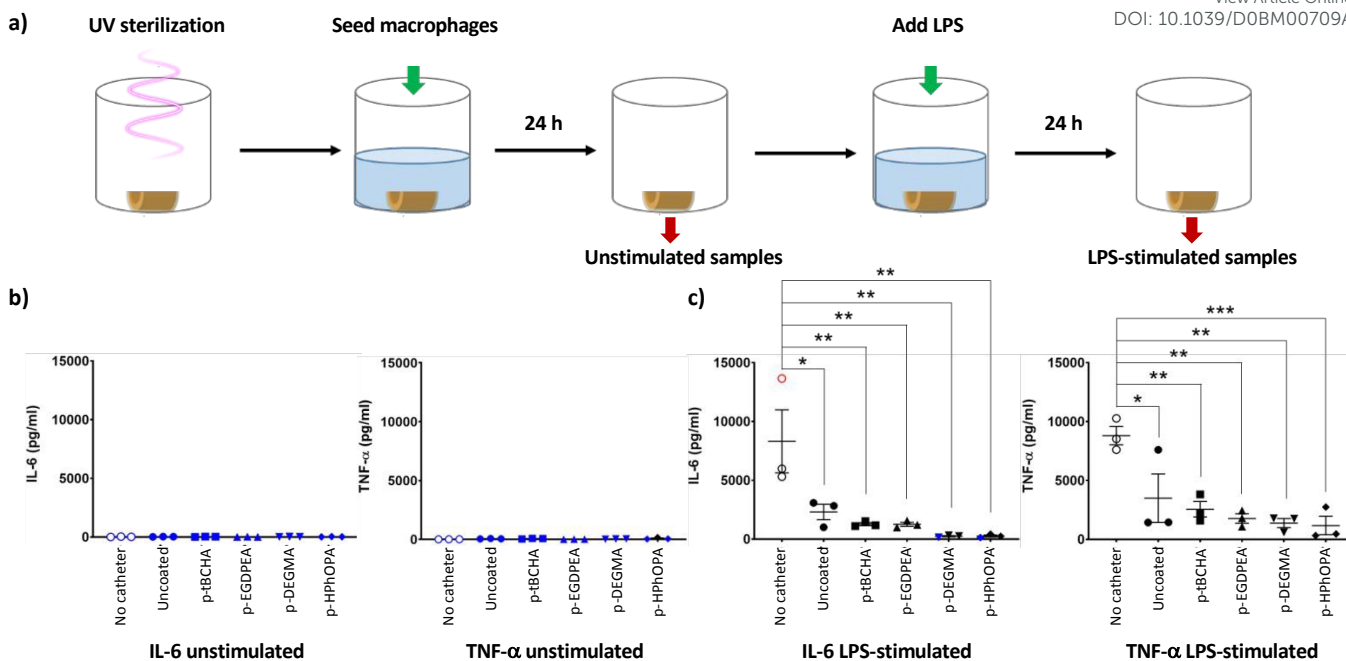 View Article Online
DOI: 10.1039/D0BM00709A
a)
UV sterilization
Seed macrophages
Add LPS
24 h
24 h
Unstimulated samples
LPS-stimulated samples
b)
15000
10000
5000
0
IL-6 (pg/ml)
No catheter
Uncoated
p-tBCHA
p-EGDPEA
p-DEGMA
p-HPhOPA
IL-6 unstimulated
15000
10000
5000
0
TNF-α (pg/ml)
No catheter
Uncoated
p-tBCHA
p-EGDPEA
p-DEGMA
p-HPhOPA
TNF-α unstimulated
c)
**
**
**
**
*
15000
10000
5000
0
IL-6 (pg/ml)
No catheter
Uncoated
p-tBCHA
p-EGDPEA
p-DEGMA
p-HPhOPA
IL-6 LPS-stimulated
***
**
**
**
*
15000
10000
5000
0
TNF-α (pg/ml)
No catheter
Uncoated
p-tBCHA
p-EGDPEA
p-DEGMA
p-HPhOPA
TNF-α LPS-stimulated